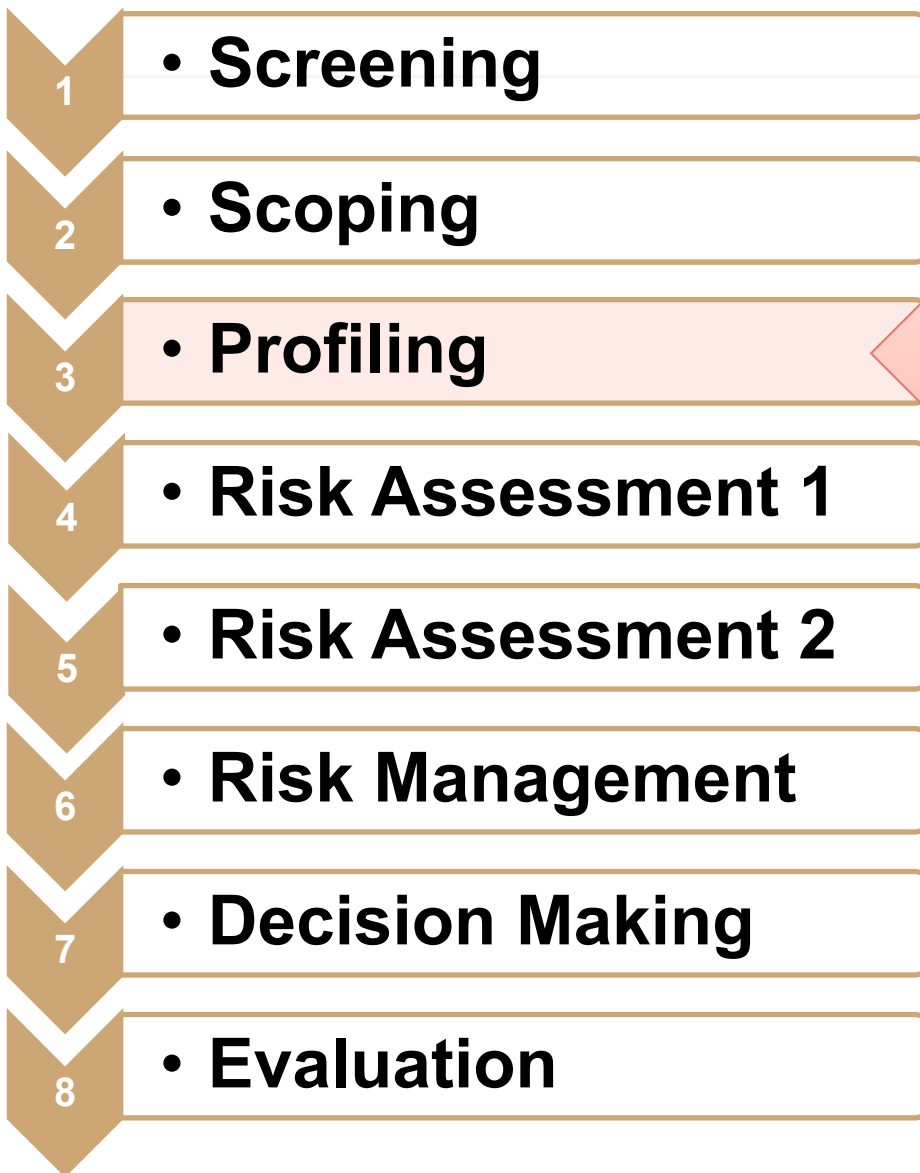 1 • Screening
2 • Scoping
3 • Profiling
4 • Risk Assessment 1
5 • Risk Assessment 2
6 • Risk Management
7 • Decision Making
8 • Evaluation